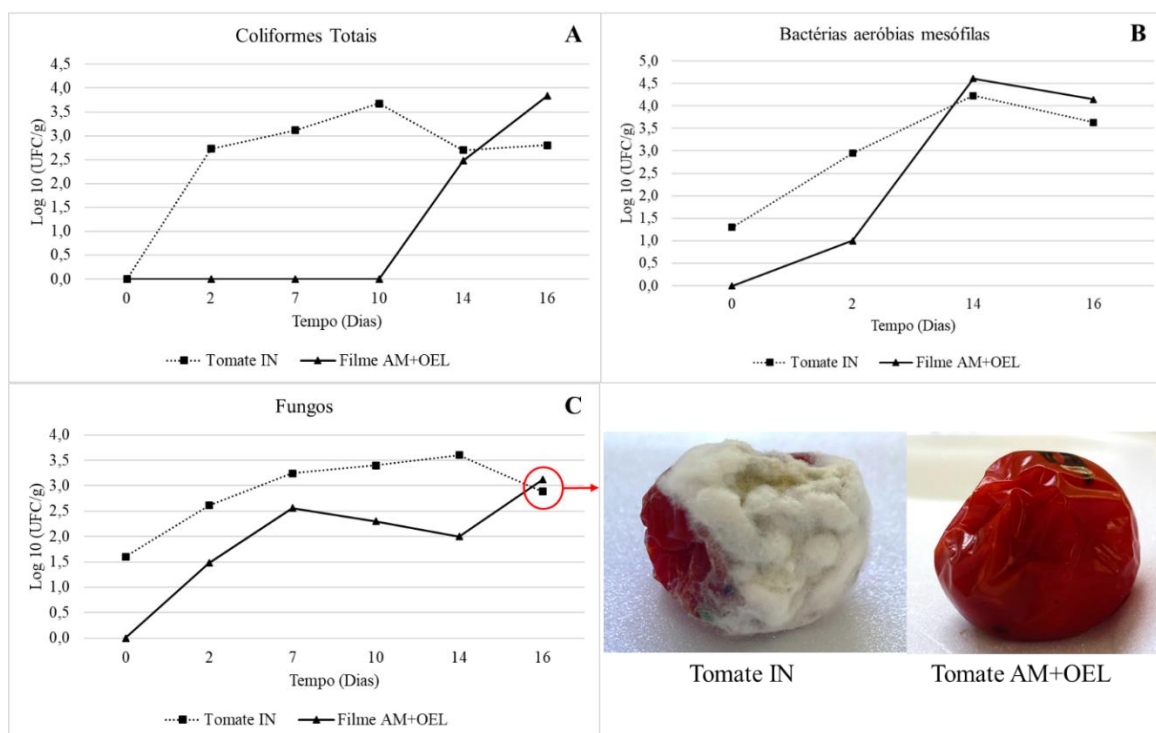 Coliformes Totais
A
Log 10 (UFC/g)
4,5
4,0
3,5
3,0
2,5
2,0
1,5
1,0
0,5
0,0
0 2 7 10 14 16
Tempo (Dias)
Tomate IN Filme AM+OEL
Bactérias aeróbias mesófilas
B
Log 10 (UFC/g)
5,0
4,5
4,0
3,5
3,0
2,5
2,0
1,5
1,0
0,5
0,0
0 2 14 16
Tempo (Dias)
Tomate IN Filme AM+OEL
Fungos
C
Log 10 (UFC/g)
4,0
3,5
3,0
2,5
2,0
1,5
1,0
0,5
0,0
0 2 7 10 14 16
Tempo (Dias)
Tomate IN Filme AM+OEL
Tomate IN
Tomate AM+OEL